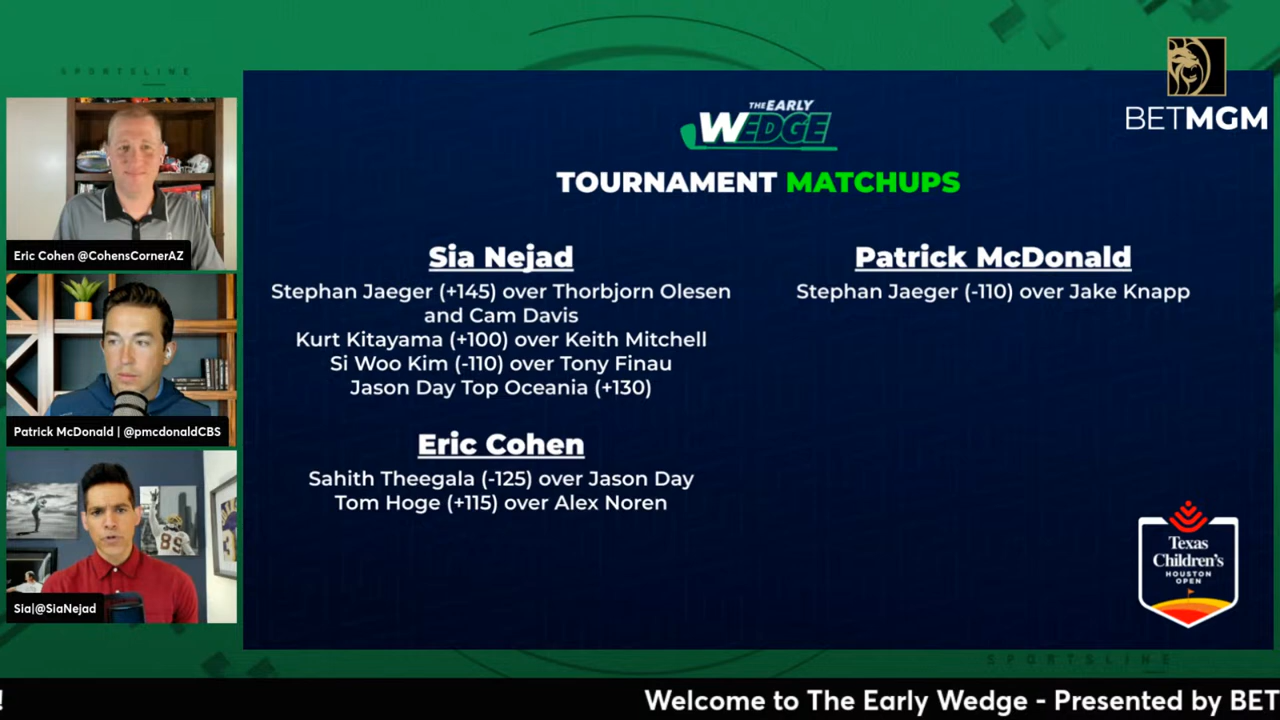 SPORTSLINE
BETMGM
THE EARLY
WEDGE
TOURNAMENT MATCHUPS
Sia Nejad
Stephan Jaeger (+145) over Thorbjorn Olesen
and Cam Davis
Kurt Kitayama (+100) over Keith Mitchell
Si Woo Kim (-110) over Tony Finau
Jason Day Top Oceania (+130)
Eric Cohen
Sahith Theegala (-125) over Jason Day
Tom Hoge (+115) over Alex Noren
Patrick McDonald
Stephan Jaeger (-110) over Jake Knapp
Eric Cohen @CohensCornerAZ
Patrick McDonald | @pmcdonaldCBS
89
Sia|@SiaNejad
Texas
Children's
HOUSTON
OPEN
SPORTSLINE
! Welcome to The Early Wedge - Presented by BET